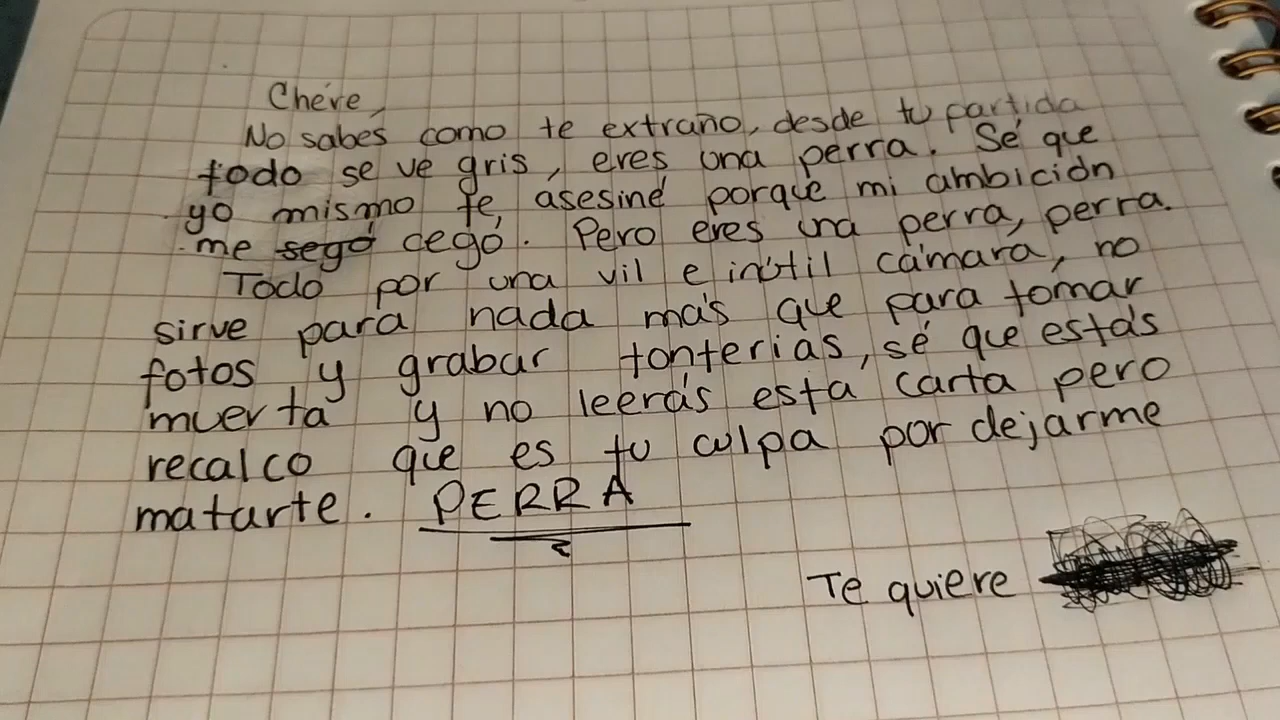 Chére,
No sabes como te extraño, desde tu partida
todo se ve gris, eres una perra. Sé que
yo mismo te, asesiné porque mi ambición
me segó cegó. Pero eres una perra, perra.
Todo por una vil e inútil cámara, no
sirve para nada más que para tomar
fotos y grabar tonterias, sé que estás
muerta y no leerás esta carta pero
recalco que es tu culpa por dejarme
matarte. PERRA
Te quiere